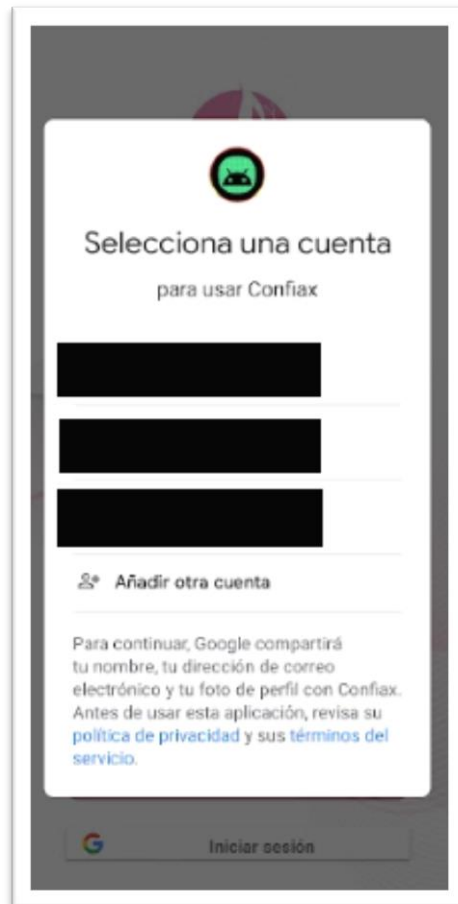 Selecciona una cuenta
para usar Confiax
Añadir otra cuenta
Para continuar, Google compartirá
tu nombre, tu dirección de correo
electrónico y tu foto de perfil con Confiax.
Antes de usar esta aplicación, revisa su
política de privacidad y sus términos del
servicio.
Iniciar sesión